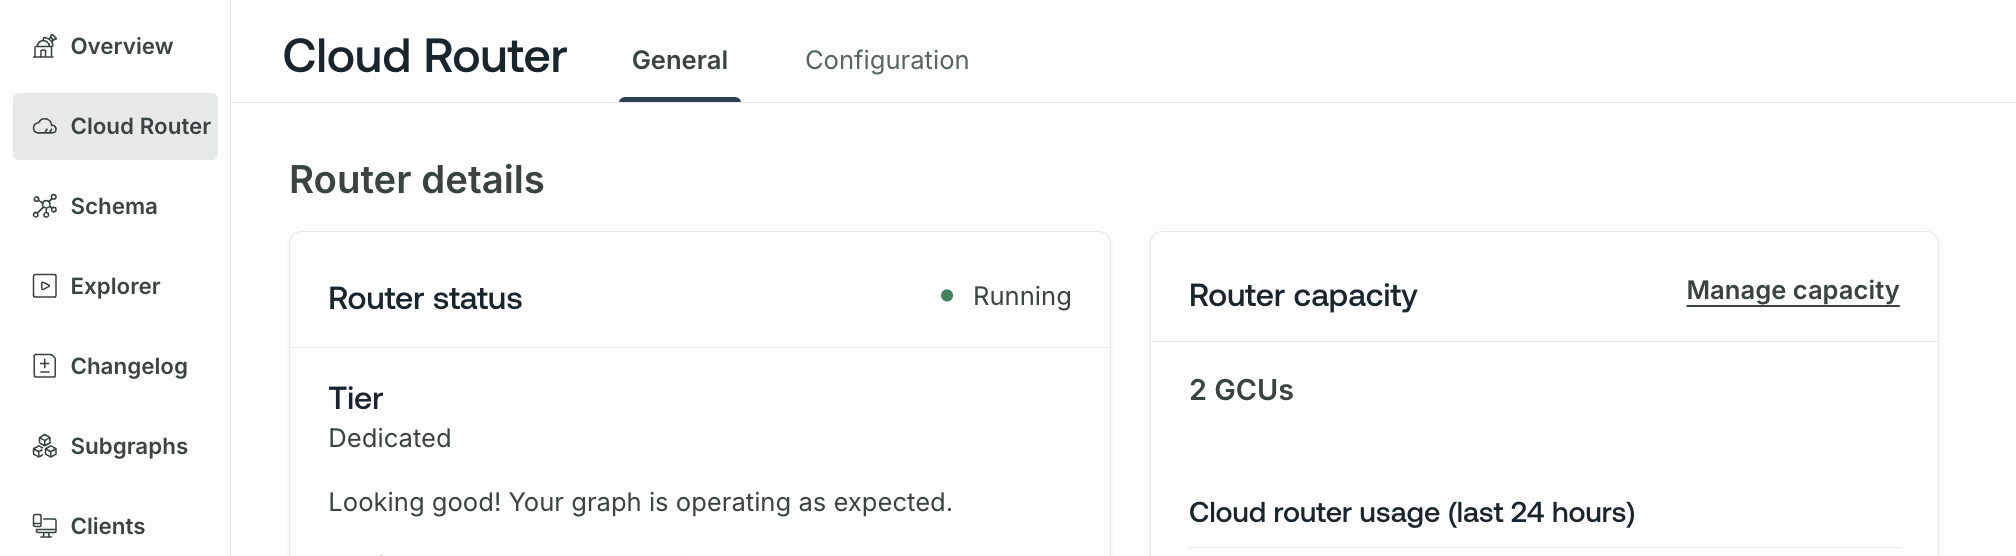 Overview
Cloud Router
Schema
Explorer
Changelog
Subgraphs
Clients
Cloud Router
General
Configuration
Router details
Router status
Running
Tier
Dedicated
Looking good! Your graph is operating as expected.
Router capacity
Manage capacity
2 GCUs
Cloud router usage (last 24 hours)